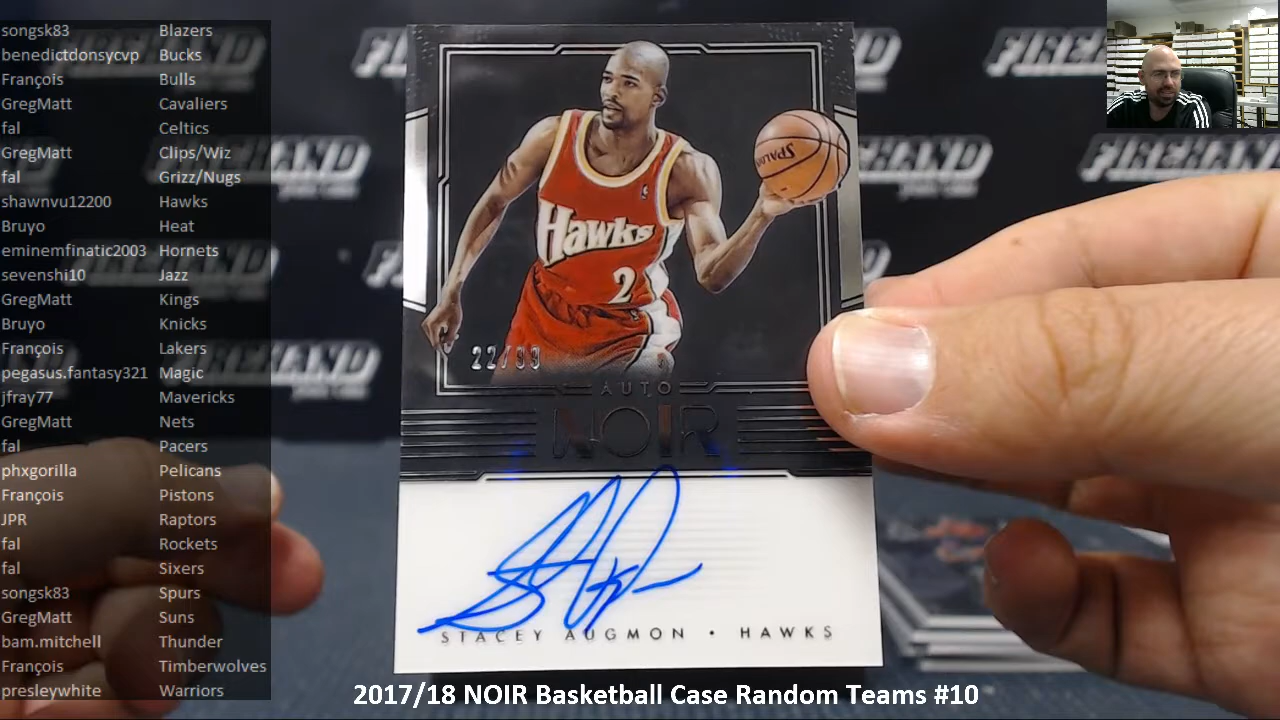 songsk83 Blazers
benedictdonsycvp Bucks
François Bulls
GregMatt Cavaliers
fal Celtics
GregMatt Clips/Wiz
fal Grizz/Nugs
shawnvu12200 Hawks
Bruyo Heat
eminemfinatic2003 Hornets
sevenshi10 Jazz
GregMatt Kings
Bruyo Knicks
François Lakers
pegasus.fantasy321 Magic
jfray77 Mavericks
GregMatt Nets
fal Pacers
phxgorilla Pelicans
François Pistons
JPR Raptors
fal Rockets
fal Sixers
songsk83 Spurs
GregMatt Suns
bam.mitchell Thunder
François Timberwolves
presleywhite Warriors
FIREHAND
SPALDING
Hawks
2
22/99
AUTO
NOIR
STACEY AUGMON • HAWKS
2017/18 NOIR Basketball Case Random Teams #10